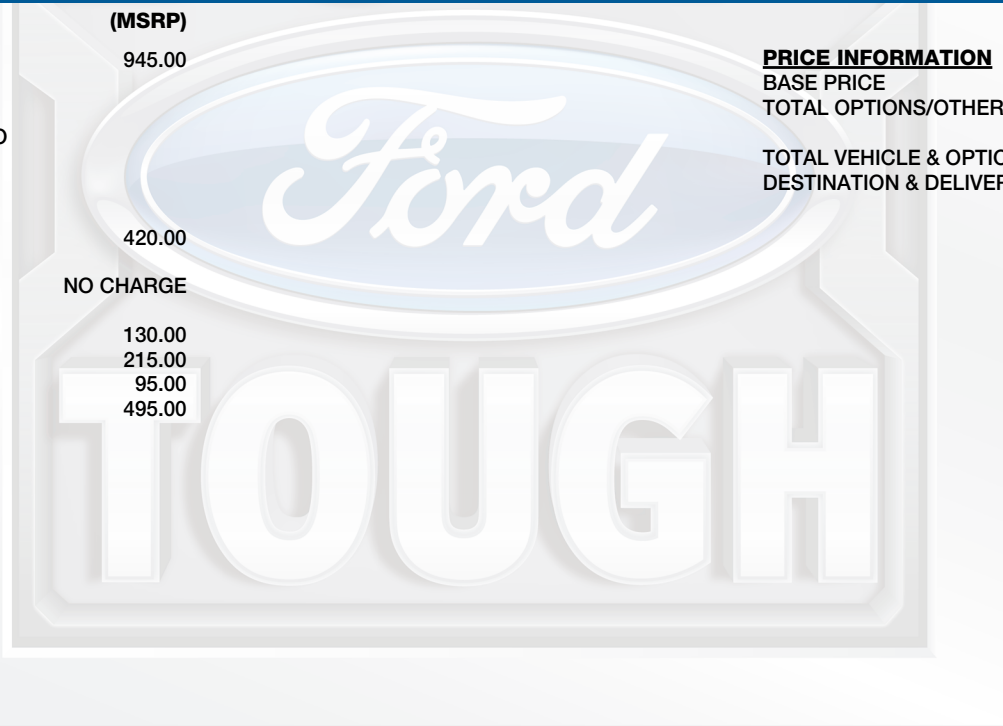 (MSRP)
945.00
D
420.00
NO CHARGE
130.00
215.00
95.00
495.00
PRICE INFORMATION
BASE PRICE
TOTAL OPTIONS/OTHER
TOTAL VEHICLE & OPTIO
DESTINATION & DELIVER
Ford
TOUGH